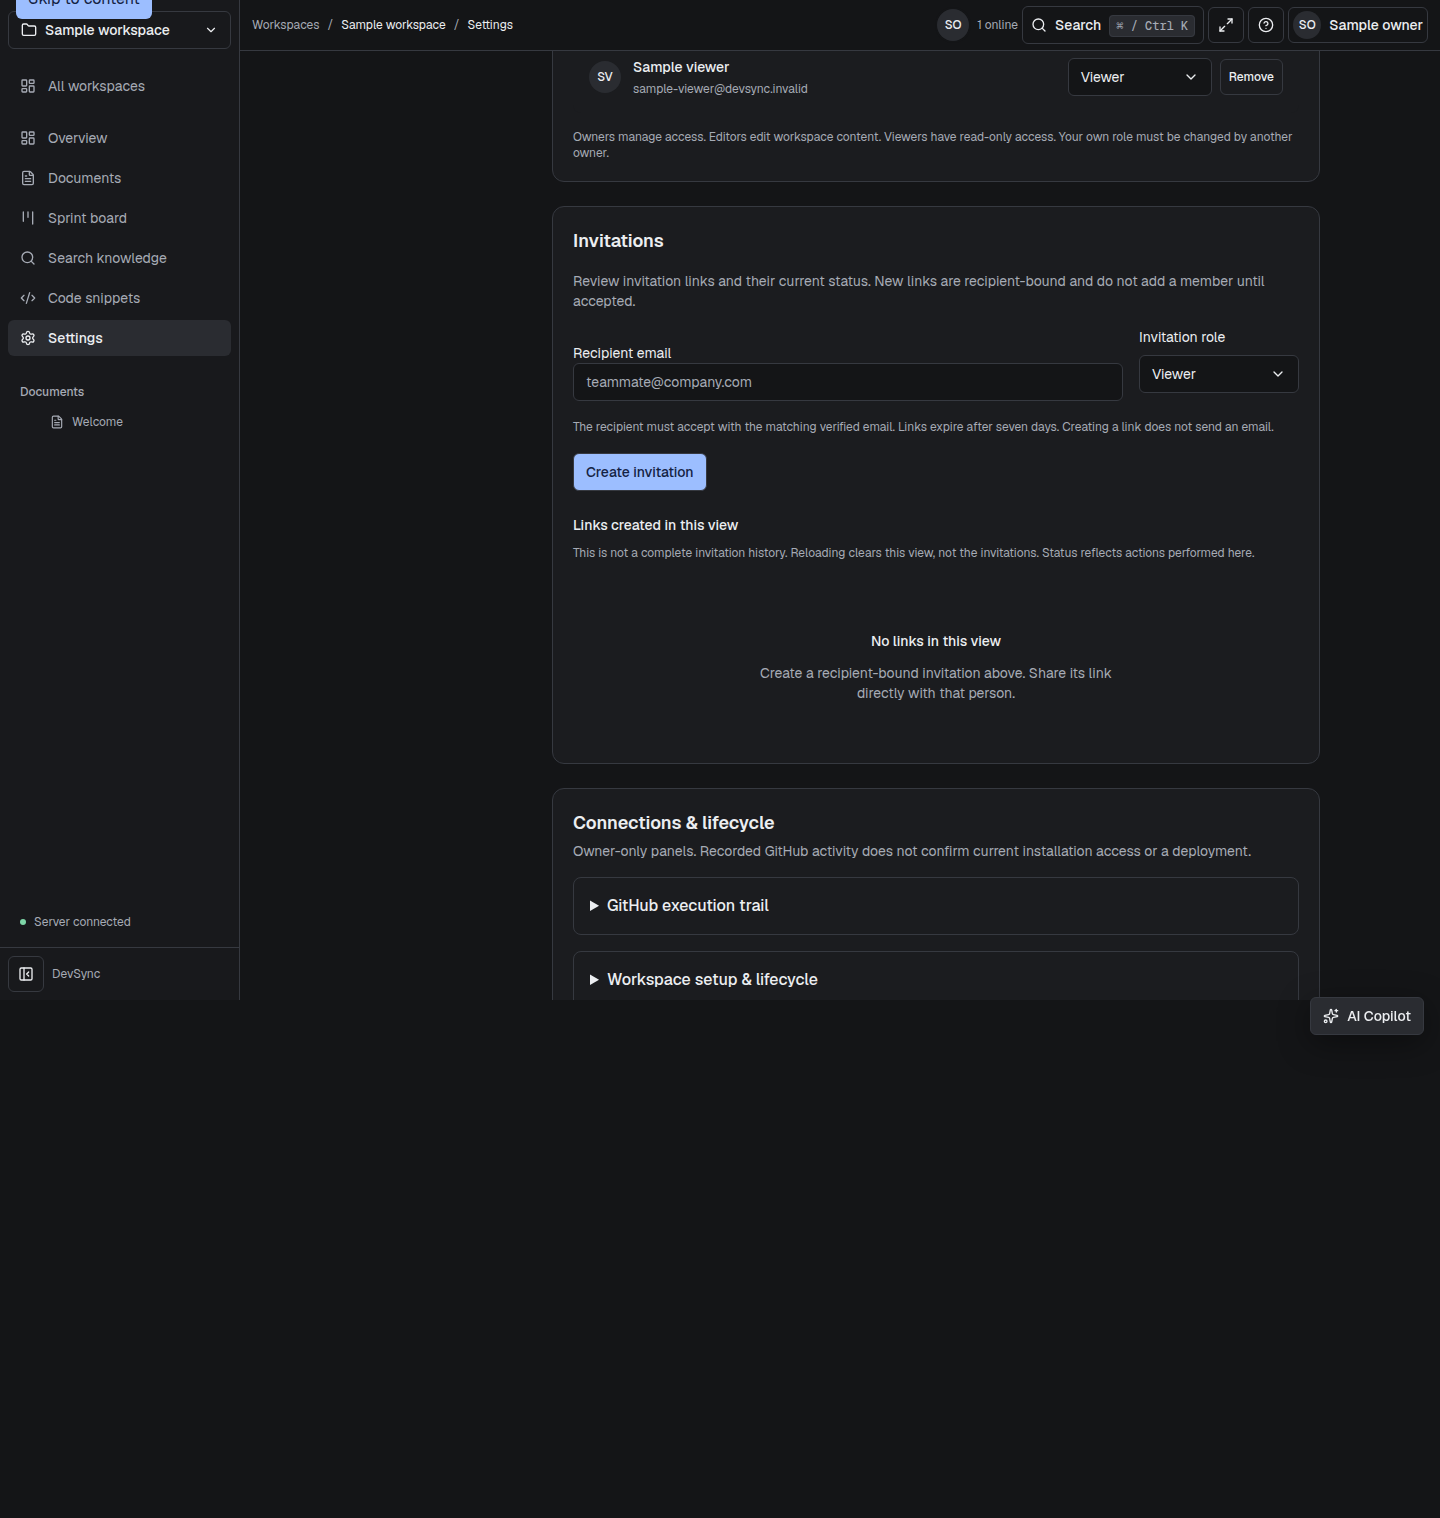 Skip to content
Sample workspace
All workspaces
Overview
Documents
Sprint board
Search knowledge
Code snippets
Settings
Documents
Welcome
Server connected
DevSync
Workspaces / Sample workspace / Settings
SO 1 online Search ⌘ / Ctrl K SO Sample owner
SV Sample viewer
sample-viewer@devsync.invalid
Viewer Remove
Owners manage access. Editors edit workspace content. Viewers have read-only access. Your own role must be changed by another
owner.
Invitations
Review invitation links and their current status. New links are recipient-bound and do not add a member until
accepted.
Recipient email
teammate@company.com
Invitation role
Viewer
The recipient must accept with the matching verified email. Links expire after seven days. Creating a link does not send an email.
Create invitation
Links created in this view
This is not a complete invitation history. Reloading clears this view, not the invitations. Status reflects actions performed here.
No links in this view
Create a recipient-bound invitation above. Share its link
directly with that person.
Connections & lifecycle
Owner-only panels. Recorded GitHub activity does not confirm current installation access or a deployment.
GitHub execution trail
Workspace setup & lifecycle
AI Copilot